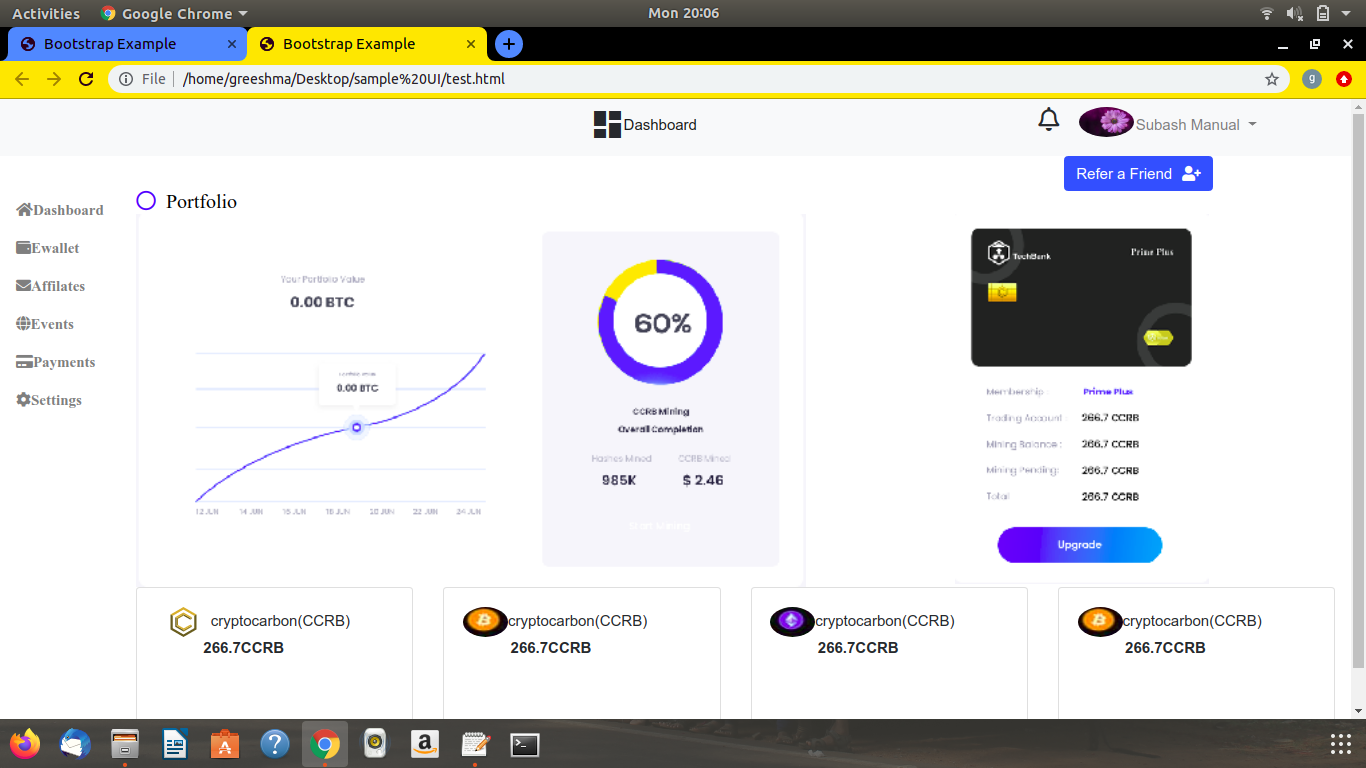 Activities
Google Chrome
Mon 20:06
Bootstrap Example
Bootstrap Example
File
/home/greeshma/Desktop/sample%20UI/test.html
g
Dashboard
Subash Manual
Refer a Friend
Dashboard
Ewallet
Affilates
Events
Payments
Settings
Portfolio
Your Portfolio Value
0.00 BTC
Portfolio Value
0.00 BTC
12 JUN 14 JUN 16 JUN 18 JUN 20 JUN 22 JUN 24 JUN
60%
CCRB Mining
Overall Completion
Hashes Mined CCRB Mined
985K $ 2.46
Start Mining
TechBank
Prime Plus
Membership Prime Plus
Trading Account : 266.7 CCRB
Mining Balance : 266.7 CCRB
Mining Pending: 266.7 CCRB
Total 266.7 CCRB
Upgrade
cryptocarbon(CCRB)
266.7CCRB
cryptocarbon(CCRB)
266.7CCRB
cryptocarbon(CCRB)
266.7CCRB
cryptocarbon(CCRB)
266.7CCRB